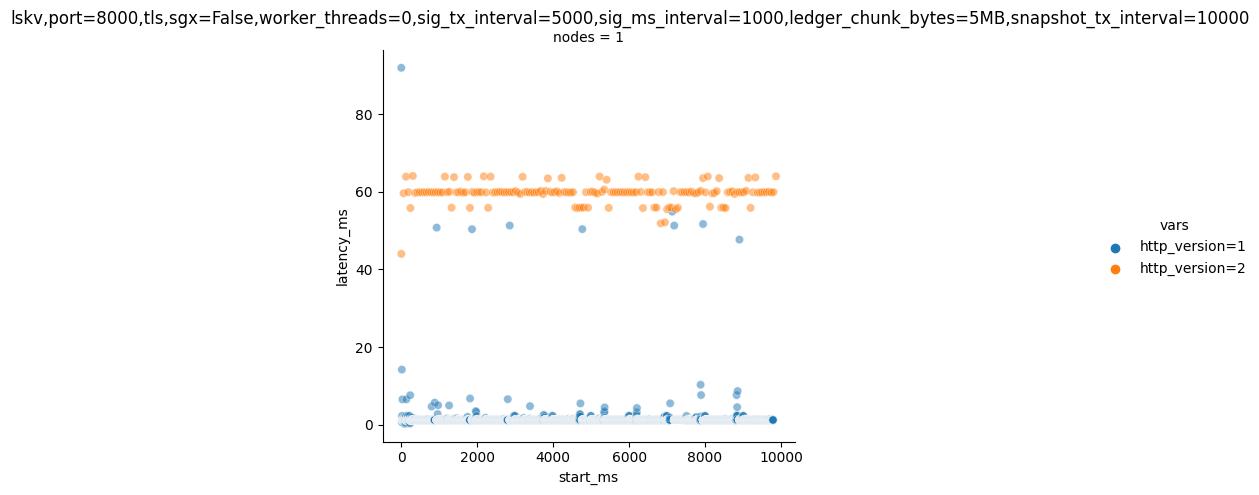 lskv,port=8000,tls,sgx=False,worker_threads=0,sig_tx_interval=5000,sig_ms_interval=1000,ledger_chunk_bytes=5MB,snapshot_tx_interval=10000
nodes = 1
80
60
40
20
0
latency_ms
0 2000 4000 6000 8000 10000
start_ms
vars
http_version=1
http_version=2